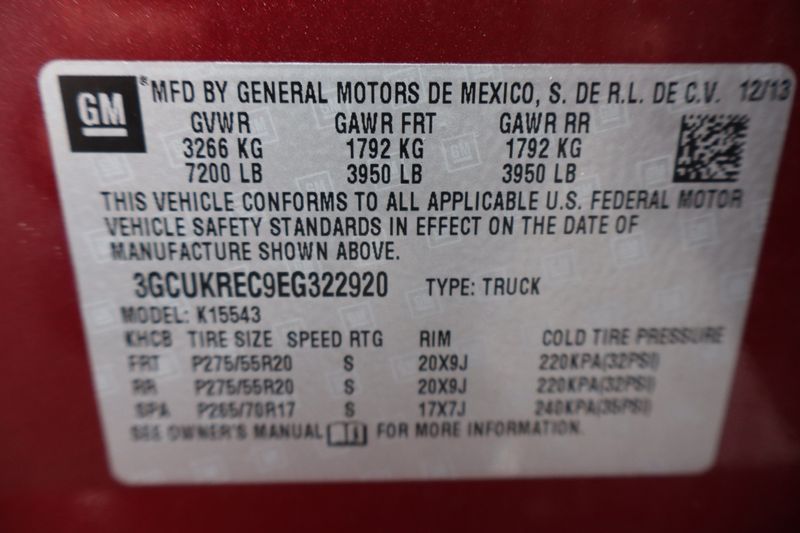 GM ® MFD BY GENERAL MOTORS DE MEXICO, S. DE R.L. DE C.V. 12/13
GVWR GAWR FRT GAWR RR
3266 KG 1792 KG 1792 KG
7200 LB 3950 LB 3950 LB
THIS VEHICLE CONFORMS TO ALL APPLICABLE U.S. FEDERAL MOTOR
VEHICLE SAFETY STANDARDS IN EFFECT ON THE DATE OF
MANUFACTURE SHOWN ABOVE.
3GCUKREC9EG322920 TYPE: TRUCK
MODEL: K15543
KHCB TIRE SIZE SPEED RTG RIM COLD TIRE PRESSURE
FRT P275/55R20 S 20X9J 220KPA(32PSI)
RR P275/55R20 S 20X9J 220KPA(32PSI)
SPA P265/70R17 S 17X7J 240KPA(35PSI)
SEE OWNER'S MANUAL FOR MORE INFORMATION.